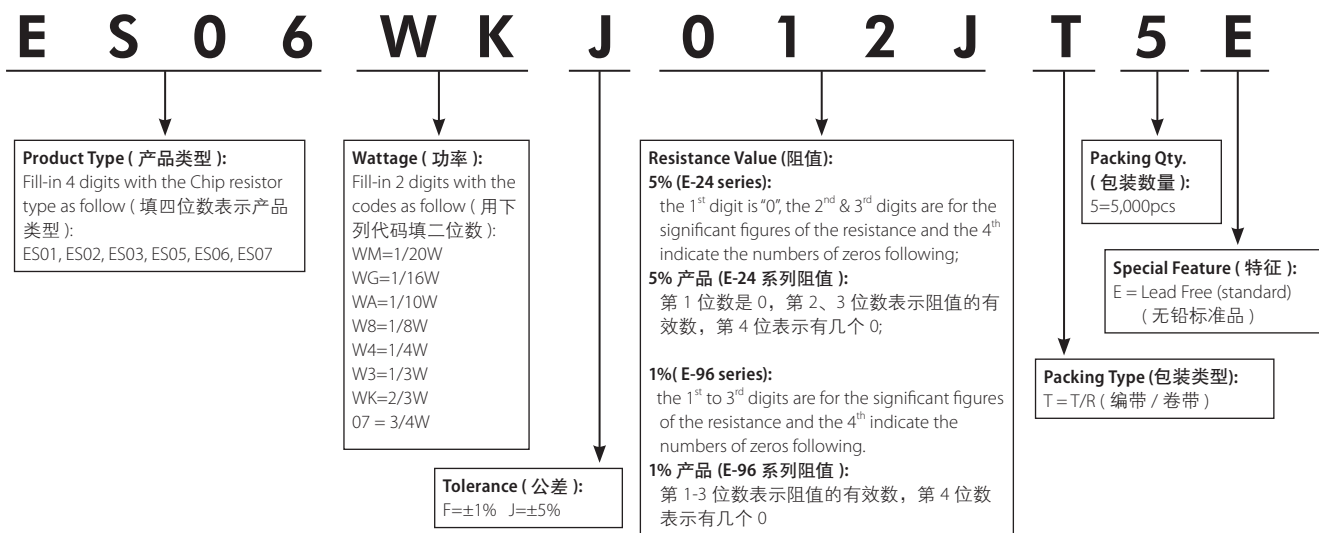 E S 0 6 W K J 0 1 2 J T 5 E
Product Type ( 产品类型 ):
Fill-in 4 digits with the Chip resistor
type as follow ( 填四位数表示产品
类型 ):
ES01, ES02, ES03, ES05, ES06, ES07
Wattage ( 功率 ):
Fill-in 2 digits with the
codes as follow ( 用下
列代码填二位数 ):
WM=1/20W
WG=1/16W
WA=1/10W
W8=1/8W
W4=1/4W
W3=1/3W
WK=2/3W
07 = 3/4W
Tolerance ( 公差 ):
F=±1% J=±5%
Resistance Value (阻值):
5% (E-24 series):
the 1st digit is “0”, the 2nd & 3rd digits are for the
significant figures of the resistance and the 4th
indicate the numbers of zeros following;
5% 产品 (E-24 系列阻值 ):
第 1 位数是 0，第 2、3 位数表示阻值的有
效数，第 4 位表示有几个 0;
1%( E-96 series):
the 1st to 3rd digits are for the significant figures
of the resistance and the 4th indicate the
numbers of zeros following.
1% 产品 (E-96 系列阻值 ):
第 1-3 位数表示阻值的有效数，第 4 位数
表示有几个 0
Packing Qty.
( 包装数量 ):
5=5,000pcs
Special Feature ( 特征 ):
E = Lead Free (standard)
( 无铅标准品 )
Packing Type (包装类型):
T = T/R ( 编带 / 卷带 )